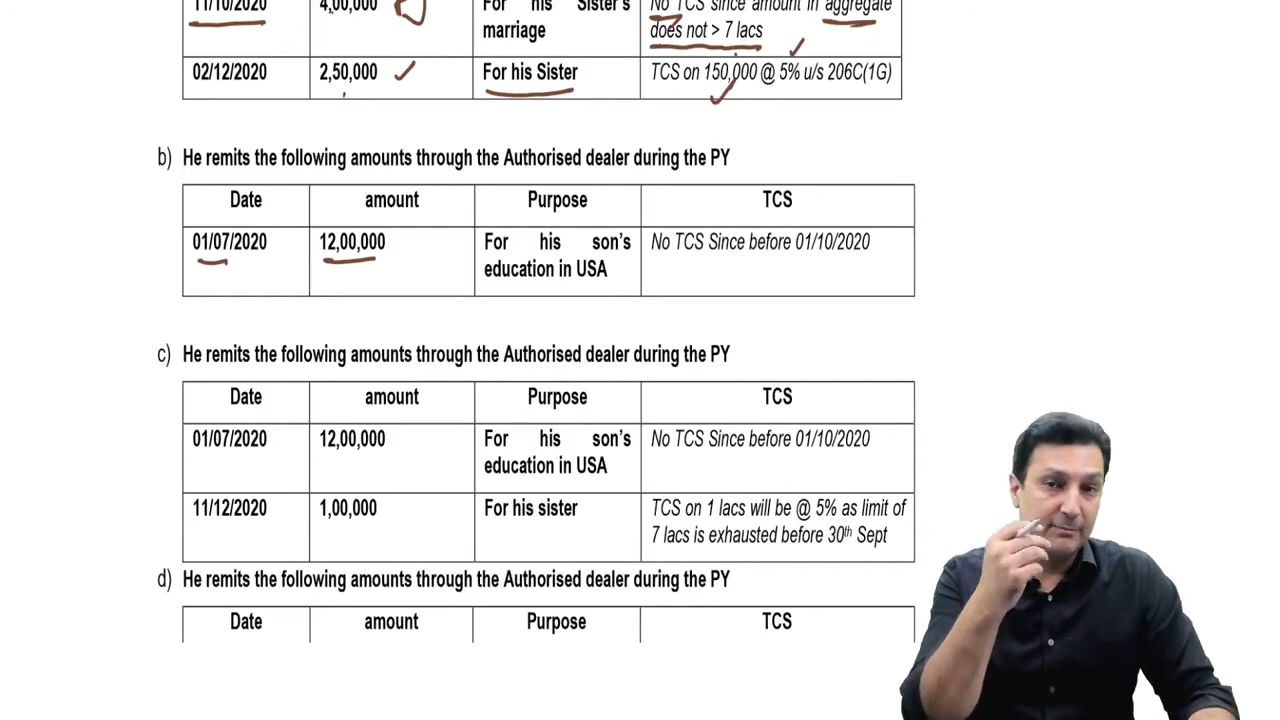 11/10/2020 4,00,000 For his Sister's No TCS since amount in aggregate
marriage does not > 7 lacs
02/12/2020 2,50,000 For his Sister TCS on 150,000 @ 5% u/s 206C(1G)
b) He remits the following amounts through the Authorised dealer during the PY
Date amount Purpose TCS
01/07/2020 12,00,000 For his son's No TCS Since before 01/10/2020
education in USA
c) He remits the following amounts through the Authorised dealer during the PY
Date amount Purpose TCS
01/07/2020 12,00,000 For his son's No TCS Since before 01/10/2020
education in USA
11/12/2020 1,00,000 For his sister TCS on 1 lacs will be @ 5% as limit of
7 lacs is exhausted before 30th Sept
d) He remits the following amounts through the Authorised dealer during the PY
Date amount Purpose TCS